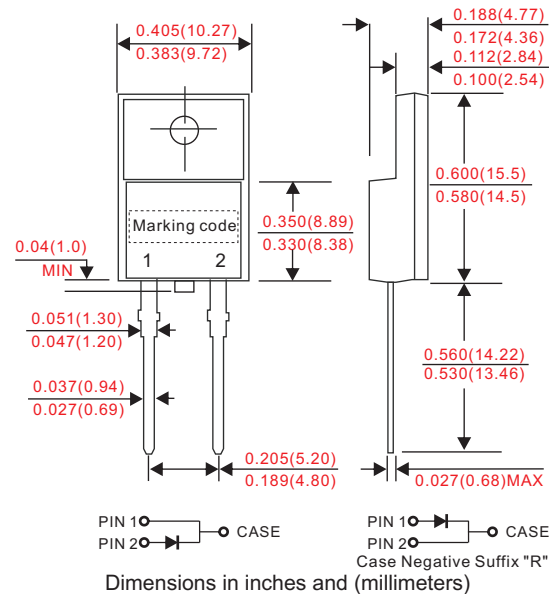 0.405(10.27)
0.383(9.72)
0.188(4.77)
0.172(4.36)
0.112(2.84)
0.100(2.54)
0.600(15.5)
0.580(14.5)
Marking code
0.350(8.89)
0.330(8.38)
1 2
0.04(1.0)
MIN
0.051(1.30)
0.047(1.20)
0.560(14.22)
0.530(13.46)
0.037(0.94)
0.027(0.69)
0.205(5.20)
0.189(4.80)
0.027(0.68)MAX
PIN 1
PIN 2
CASE
PIN 1
PIN 2
CASE
Case Negative Suffix "R"
Dimensions in inches and (millimeters)